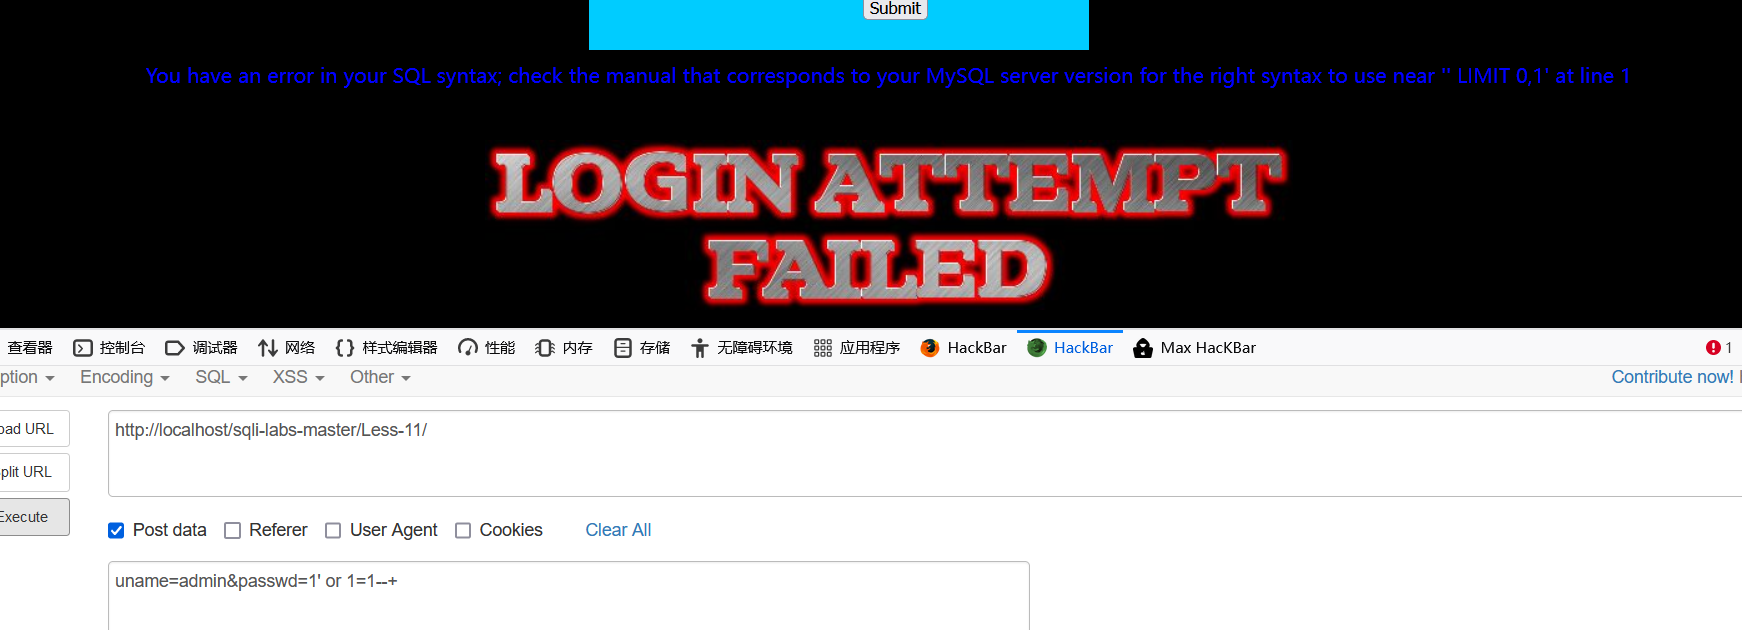 Submit
You have an error in your SQL syntax; check the manual that corresponds to your MySQL server version for the right syntax to use near '' LIMIT 0,1' at line 1
LOGIN ATTEMPT
FAILED
查看器 控制台 调试器 网络 样式编辑器 性能 内存 存储 无障碍环境 应用程序 HackBar HackBar Max HacKBar 1
ption Encoding SQL XSS Other Contribute now!
oad URL
http://localhost/sqli-labs-master/Less-11/
plit URL
Execute
Post data Referer User Agent Cookies Clear All
uname=admin&passwd=1' or 1=1--+